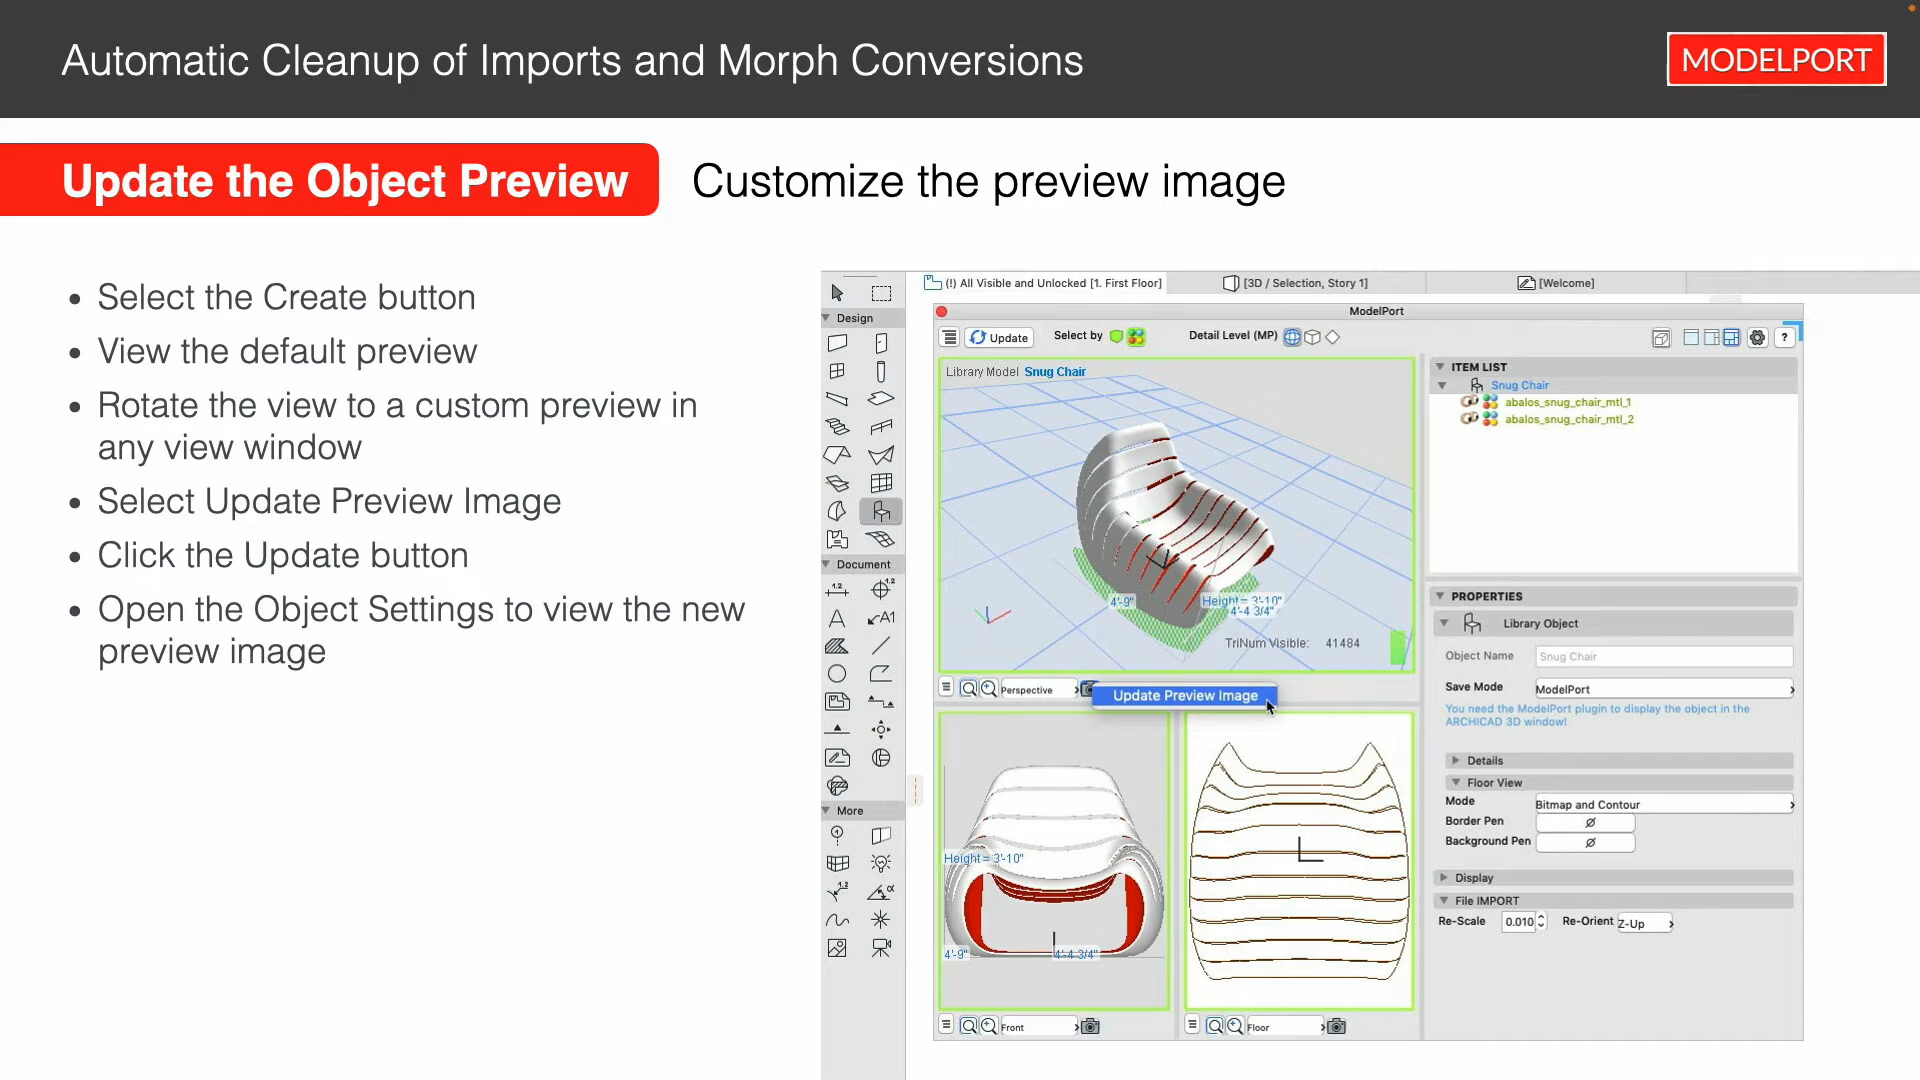 Automatic Cleanup of Imports and Morph Conversions
MODELPORT
Update the Object Preview
Customize the preview image
• Select the Create button
• View the default preview
• Rotate the view to a custom preview in
any view window
• Select Update Preview Image
• Click the Update button
• Open the Object Settings to view the new
preview image
(!) All Visible and Unlocked [1. First Floor]
[3D / Selection, Story 1]
[Welcome]
Design
Document
More
ModelPort
Update
Select by
Detail Level (MP)
?
Library Model Snug Chair
4'-9"
Height = 3'-10"
4'-4 3/4"
TriNum Visible: 41484
Perspective
Update Preview Image
Height = 3'-10"
4'-9"
4'-4 3/4"
Front
Floor
ITEM LIST
Snug Chair
abalos_snug_chair_mtl_1
abalos_snug_chair_mtl_2
PROPERTIES
Library Object
Object Name Snug Chair
Save Mode ModelPort
You need the ModelPort plugin to display the object in the
ARCHICAD 3D window!
Details
Floor View
Mode Bitmap and Contour
Border Pen
Background Pen
Display
File IMPORT
Re-Scale 0.010 Re-Orient Z-Up